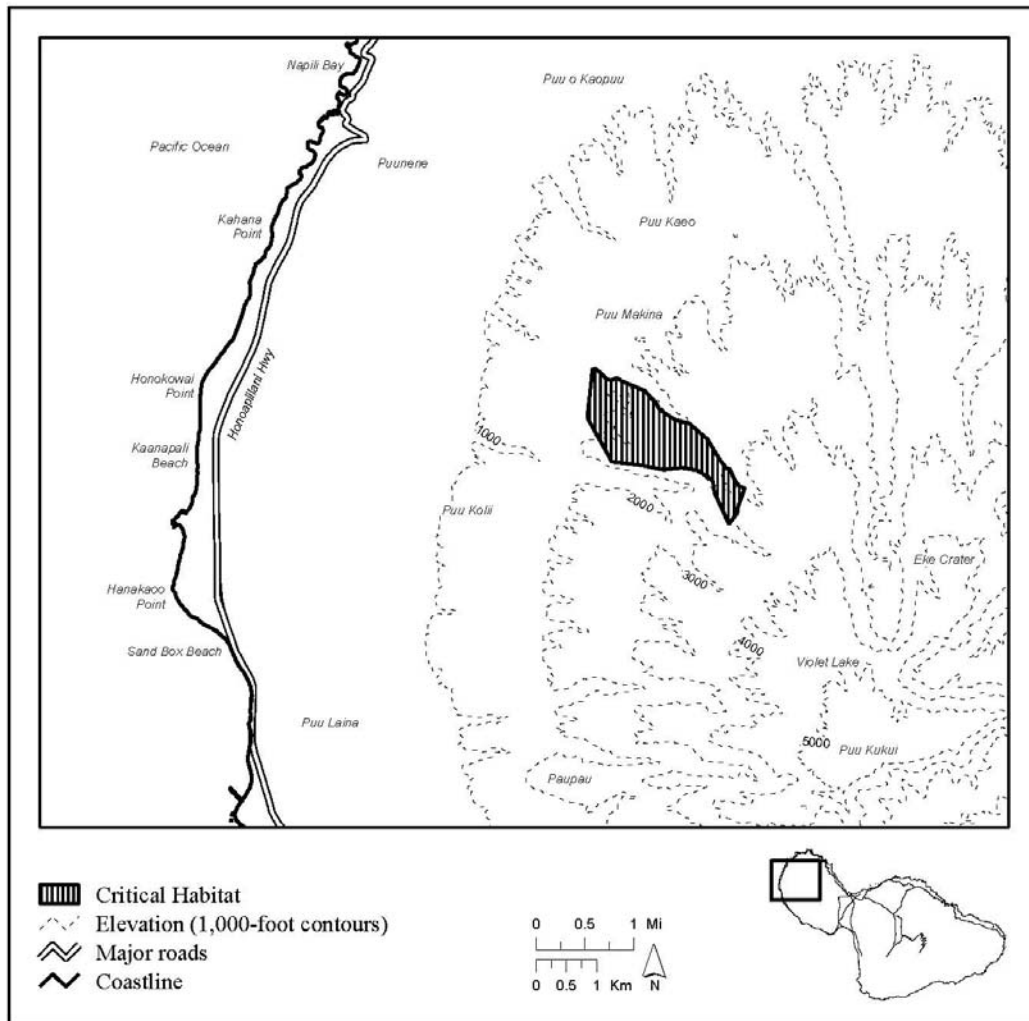 Napili Bay
Puu o Kaopuu
Pacific Ocean
Puunene
Kahana
Point
Puu Kaeo
Puu Makina
Honokowai
Point
Honoapiilani Hwy
1000
Kaanapali
Beach
2000
Puu Kolii
Eke Crater
3000
Hanakaoo
Point
4000
Sand Box Beach
Violet Lake
Puu Laina
5000
Puu Kukui
Paupau
Critical Habitat
Elevation (1,000-foot contours)
Major roads
Coastline
0 0.5 1 Mi
0 0.5 1 Km
N